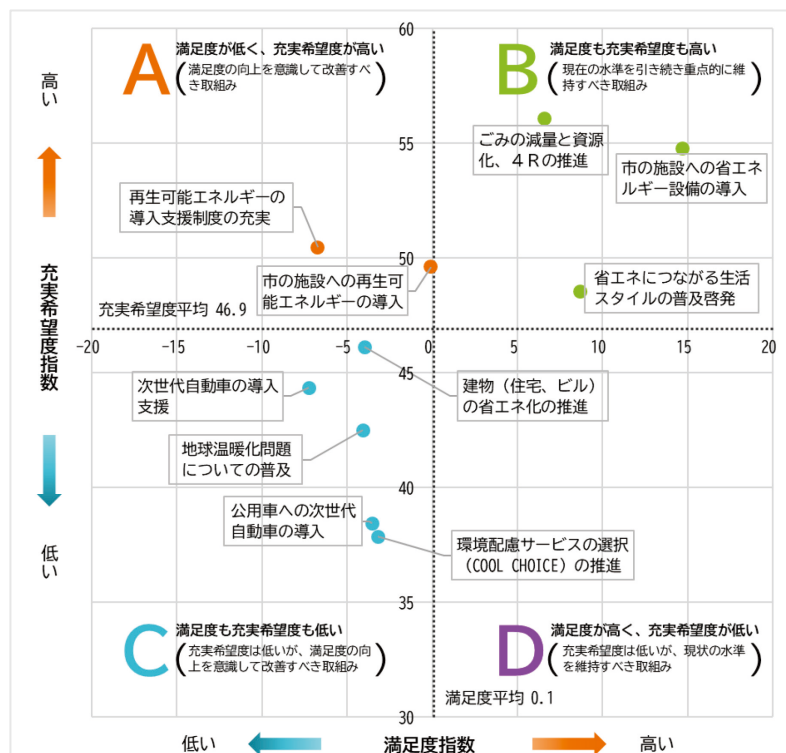 60
A
満足度が低く、充実希望度が高い
(満足度の向上を意識して改善すべ
き取組み)
B
満足度も充実希望度も高い
(現在の水準を引き続き重点的に維
持すべき取組み)
高い
55
ごみの減量と資源
化、4Rの推進
市の施設への省エネ
ルギー設備の導入
再生可能エネルギーの
導入支援制度の充実
50
市の施設への再生可
能エネルギーの導入
省エネにつながる生活
スタイルの普及啓発
充実希望度平均 46.9
充実希望度指数
-20
-15
-10
-5
0
5
10
15
20
45
次世代自動車の導入
支援
建物(住宅、ビル)
の省エネ化の推進
地球温暖化問題
についての普及
40
公用車への次世代
自動車の導入
環境配慮サービスの選択
(COOL CHOICE)の推進
低い
35
C
満足度も充実希望度も低い
(充実希望度は低いが、満足度の向
上を意識して改善すべき取組み)
D
満足度が高く、充実希望度が低い
(充実希望度は低いが、現状の水準
を維持すべき取組み)
満足度平均 0.1
30
低い
満足度指数
高い